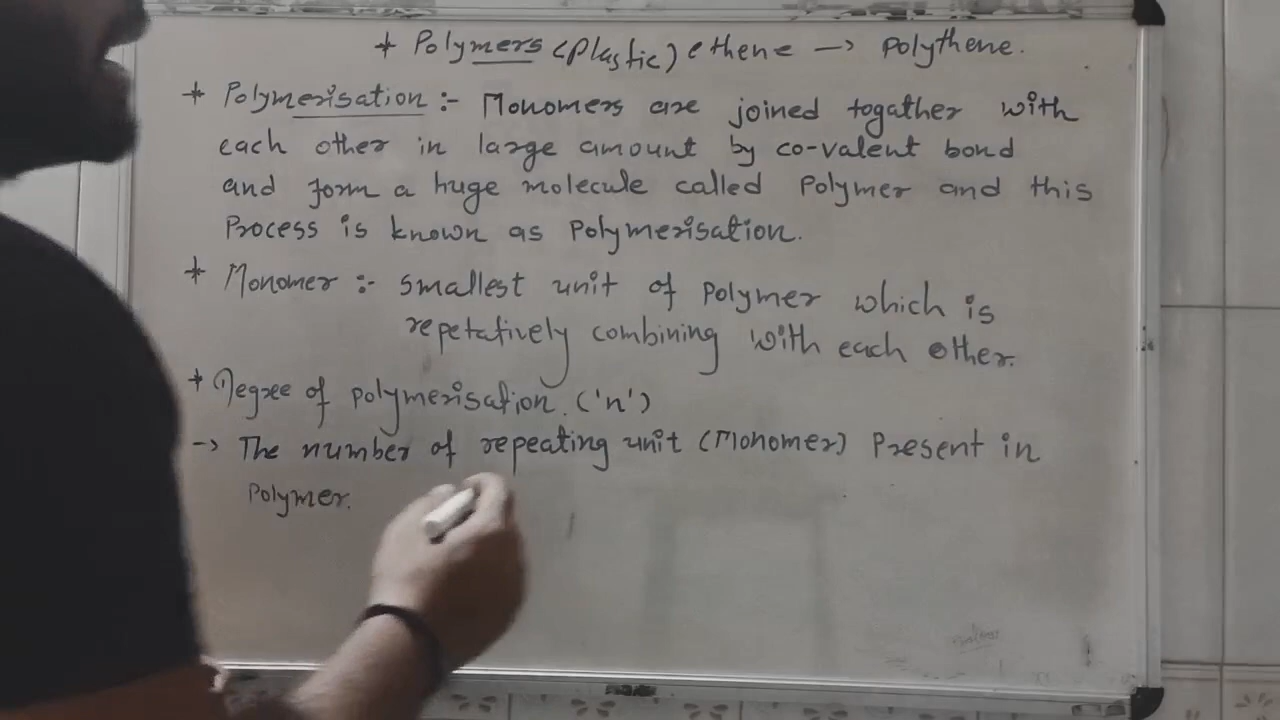 * Polymers (Plastic) ethene -> Polythene.
* Polymerisation :- Monomers are joined togather with
each other in large amount by co-valent bond
and form a huge molecule called Polymer and this
Process is known as Polymerisation.
* Monomer :- Smallest unit of Polymer which is
repetatively combining with each other.
* Degree of polymerisation. ('n')
-> The number of repeating unit (Monomer) Present in
Polymer.